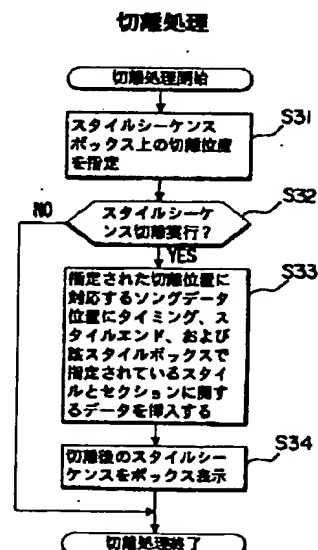 切離処理
切離処理開始
スタイルシーケンス
ボックス上の切離位置
を指定
S31
スタイルシーケ
ンス切離実行？
S32
NO
YES
指定された切離位置に
対応するソングデータ
位置にタイミング、ス
タイルエンド、および
該スタイルボックスで
指定されているスタイ
ルとセクションに関す
るデータを挿入する
S33
切離後のスタイルシー
ケンスをボックス表示
S34
切離処理終了